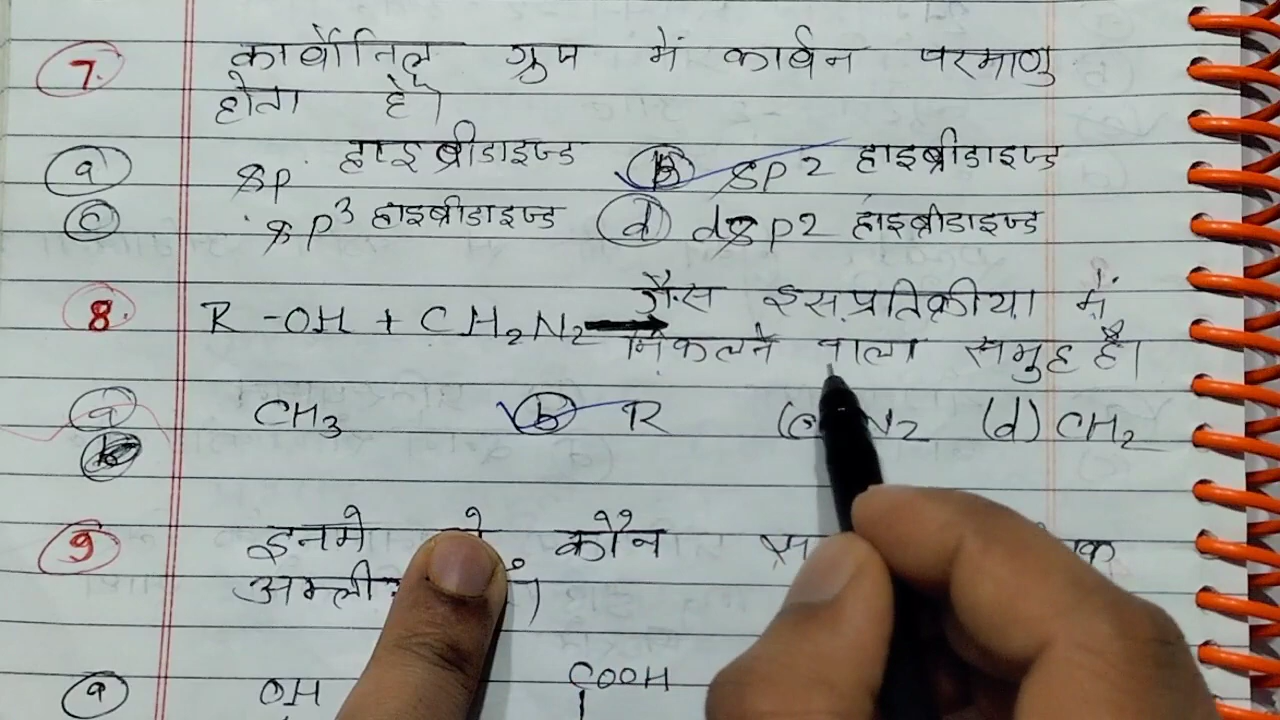 7. कार्बोनिल ग्रुप में कार्बन परमाणु
होता है।
(a) sp हाइब्रीडाइज्ड (b) sp2 हाइब्रीडाइज्ड
(c) sp3 हाइब्रीडाइज्ड (d) dsp2 हाइब्रीडाइज्ड
8. R-OH + CH2N2 → गैस इस प्रतिक्रीया में
निकलने वाला समुह है।
(a) CH3 (b) R (c) N2 (d) CH2
9 इनमे कौन
(a) OH COOH